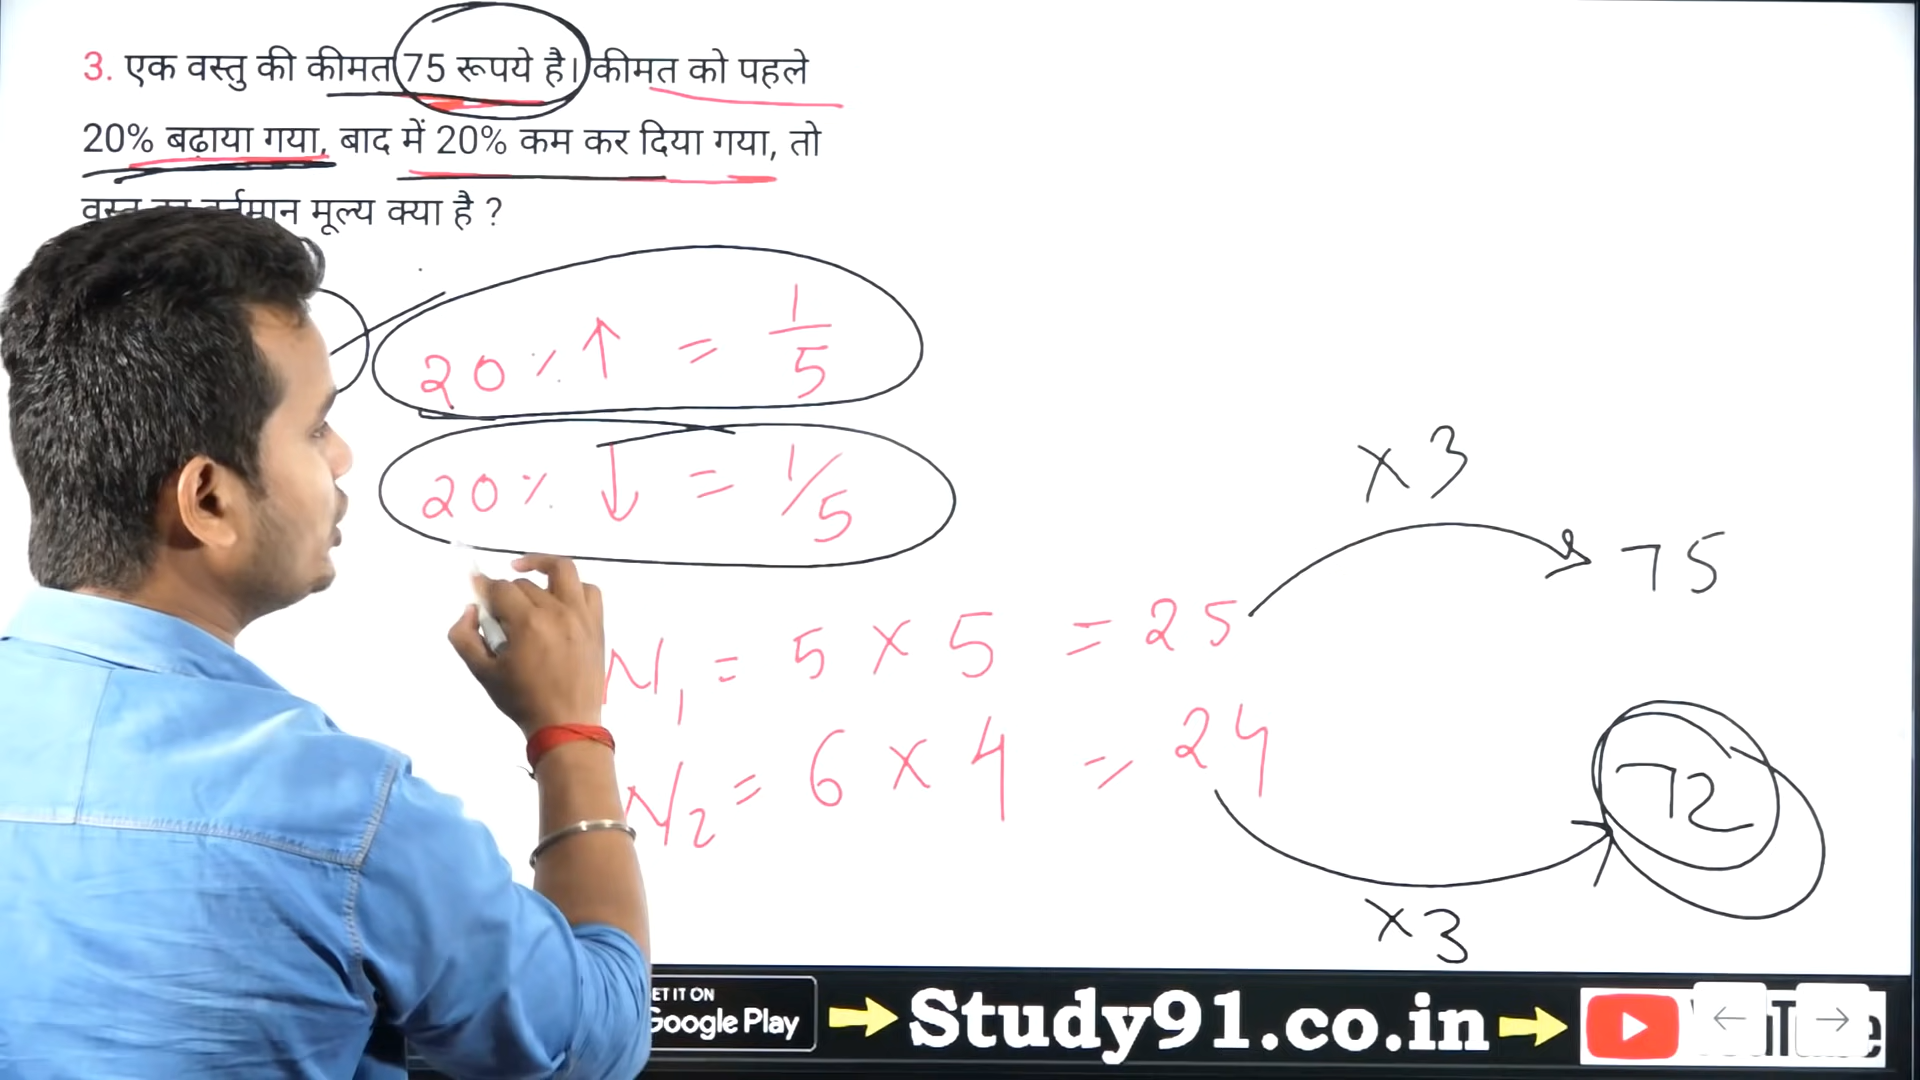 3. एक वस्तु की कीमत 75 रूपये है। कीमत को पहले
20% बढ़ाया गया, बाद में 20% कम कर दिया गया, तो
वर्तमान मूल्य क्या है ?
20% ↑ = 1/5
20% ↓ = 1/5
×3
75
N1 = 5 × 5 = 25
N2 = 6 × 4 = 24
72
×3
ET IT ON
Google Play
Study91.co.in